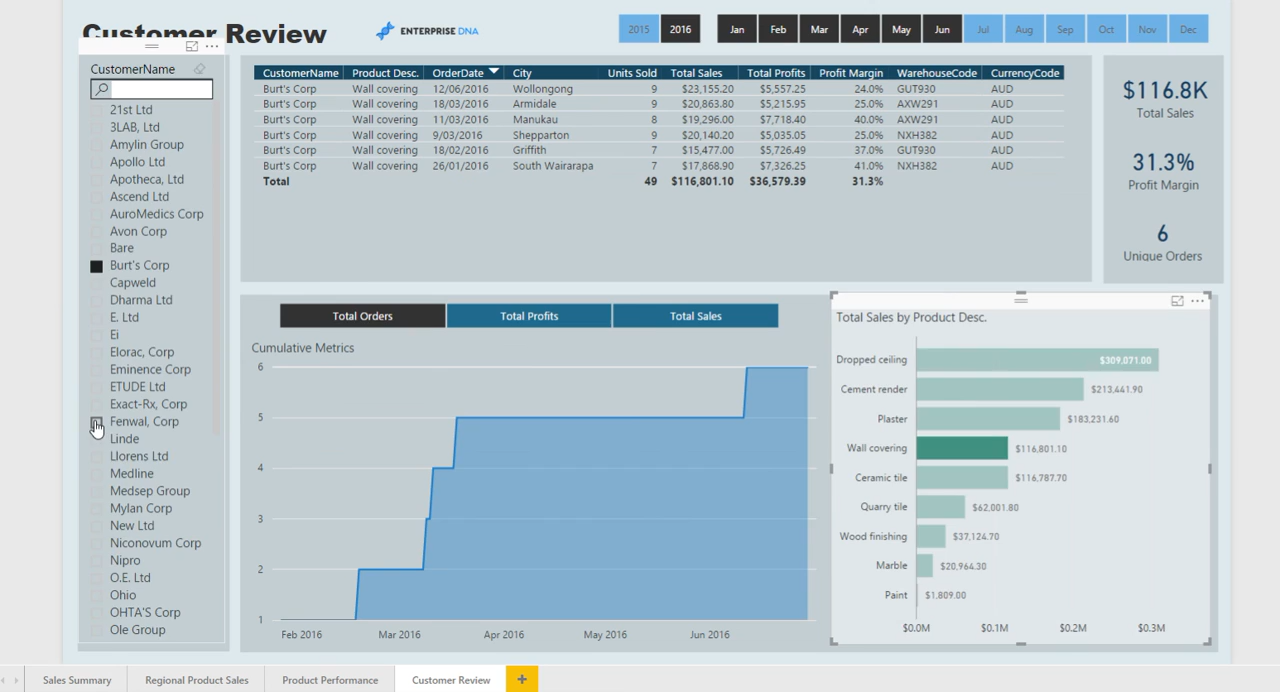 Customer Review
ENTERPRISE DNA
2015 2016 Jan Feb Mar Apr May Jun Jul Aug Sep Oct Nov Dec
CustomerName
21st Ltd
3LAB, Ltd
Amylin Group
Apollo Ltd
Apotheca, Ltd
Ascend Ltd
AuroMedics Corp
Avon Corp
Bare
Burt's Corp
Capweld
Dharma Ltd
E. Ltd
Ei
Elorac, Corp
Eminence Corp
ETUDE Ltd
Exact-Rx, Corp
Fenwal, Corp
Linde
Llorens Ltd
Medline
Medsep Group
Mylan Corp
New Ltd
Niconovum Corp
Nipro
O.E. Ltd
Ohio
OHTA'S Corp
Ole Group
CustomerName Product Desc. OrderDate City Units Sold Total Sales Total Profits Profit Margin WarehouseCode CurrencyCode
Burt's Corp Wall covering 12/06/2016 Wollongong 9 $23,155.20 $5,557.25 24.0% GUT930 AUD
Burt's Corp Wall covering 18/03/2016 Armidale 9 $20,863.80 $5,215.95 25.0% AXW291 AUD
Burt's Corp Wall covering 11/03/2016 Manukau 8 $19,296.00 $7,718.40 40.0% AXW291 AUD
Burt's Corp Wall covering 9/03/2016 Shepparton 9 $20,140.20 $5,035.05 25.0% NXH382 AUD
Burt's Corp Wall covering 18/02/2016 Griffith 7 $15,477.00 $5,726.49 37.0% GUT930 AUD
Burt's Corp Wall covering 26/01/2016 South Wairarapa 7 $17,868.90 $7,326.25 41.0% NXH382 AUD
Total 49 $116,801.10 $36,579.39 31.3%
$116.8K
Total Sales
31.3%
Profit Margin
6
Unique Orders
Total Orders Total Profits Total Sales
Cumulative Metrics
6
5
4
3
2
1
Feb 2016 Mar 2016 Apr 2016 May 2016 Jun 2016
Total Sales by Product Desc.
Dropped ceiling $309,071.00
Cement render $213,441.90
Plaster $183,231.60
Wall covering $116,801.10
Ceramic tile $116,787.70
Quarry tile $62,001.80
Wood finishing $37,124.70
Marble $20,964.30
Paint $1,809.00
$0.0M $0.1M $0.2M $0.3M
Sales Summary Regional Product Sales Product Performance Customer Review